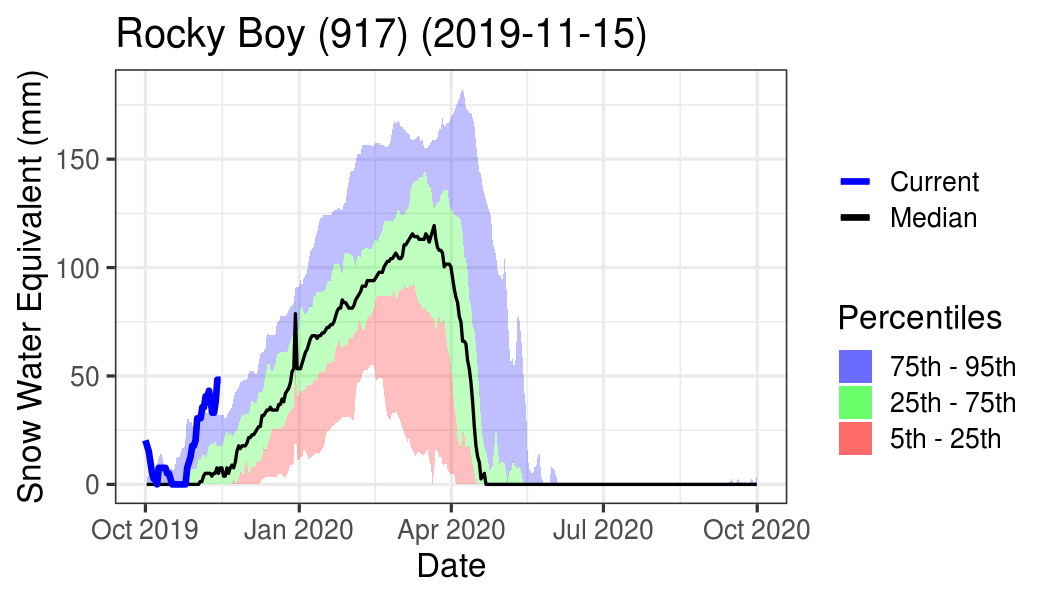 Rocky Boy (917) (2019-11-15)
Snow Water Equivalent (mm)
150
100
50
0
Oct 2019
Jan 2020
Apr 2020
Jul 2020
Oct 2020
Date
Current
Median
Percentiles
75th - 95th
25th - 75th
5th - 25th